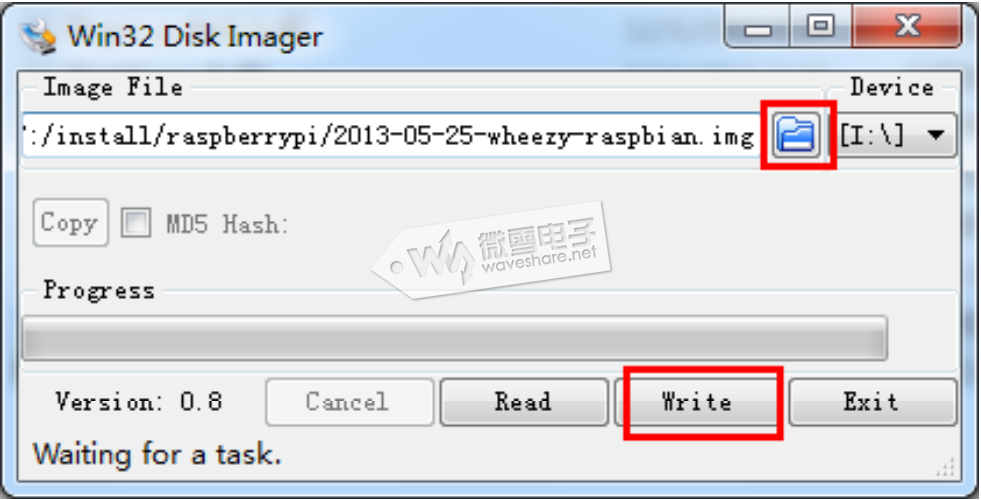 Win32 Disk Imager
Image File
Device
:/install/raspberrypi/2013-05-25-wheezy-raspbian.img
[I:\]
Copy
MD5 Hash:
微雪电子
waveshare.net
Progress
Version: 0.8
Cancel
Read
Write
Exit
Waiting for a task.